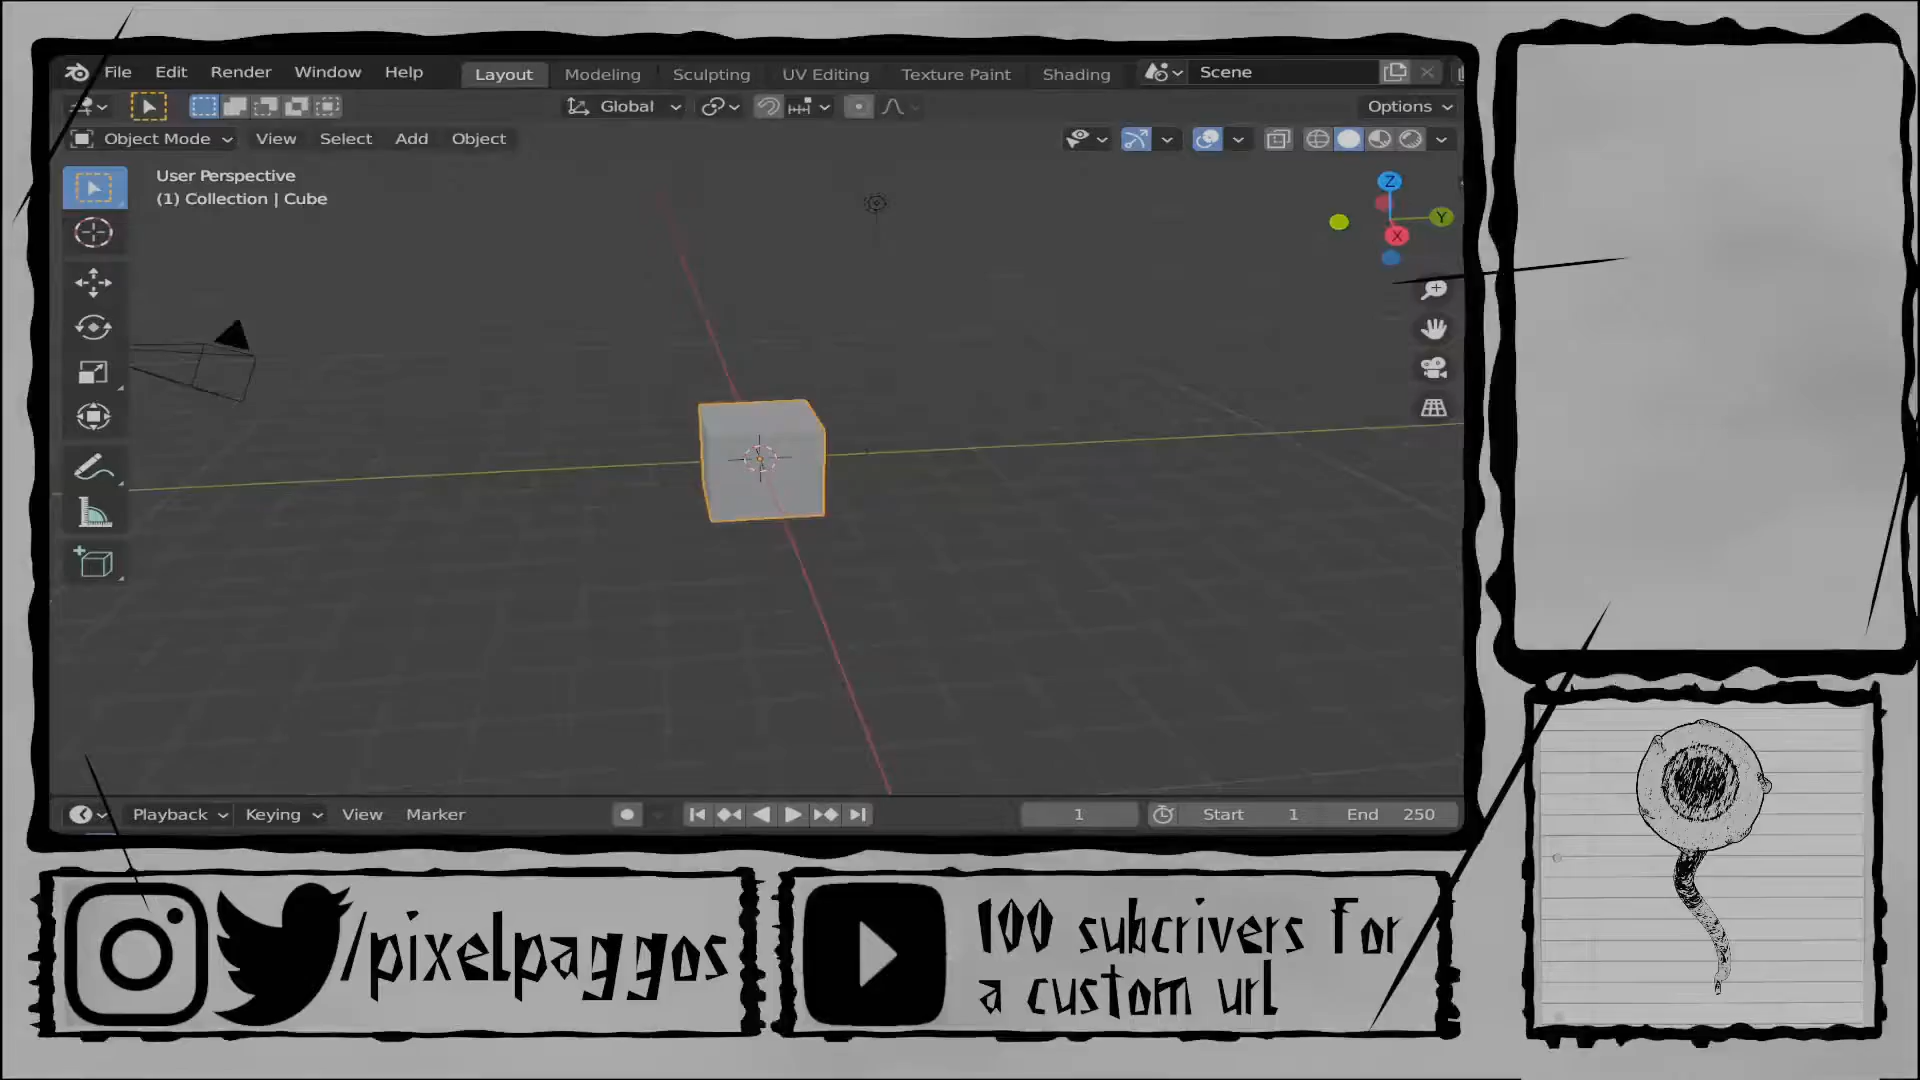 File Edit Render Window Help Layout Modeling Sculpting UV Editing Texture Paint Shading Scene
Global Options
Object Mode View Select Add Object
User Perspective
(1) Collection | Cube
Z
Y
X
Playback Keying View Marker 1 Start 1 End 250
/pixelpaggos
100 subcrivers for
a custom url